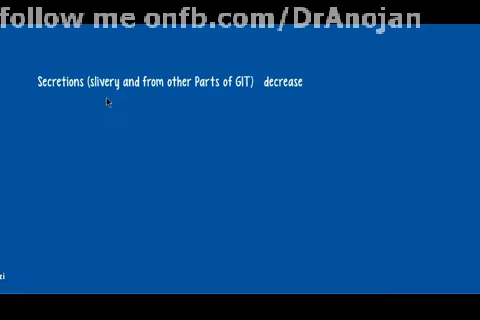 follow me onfb.com/DrAnojan
Secretions (slivery and from other Parts of GIT) decrease